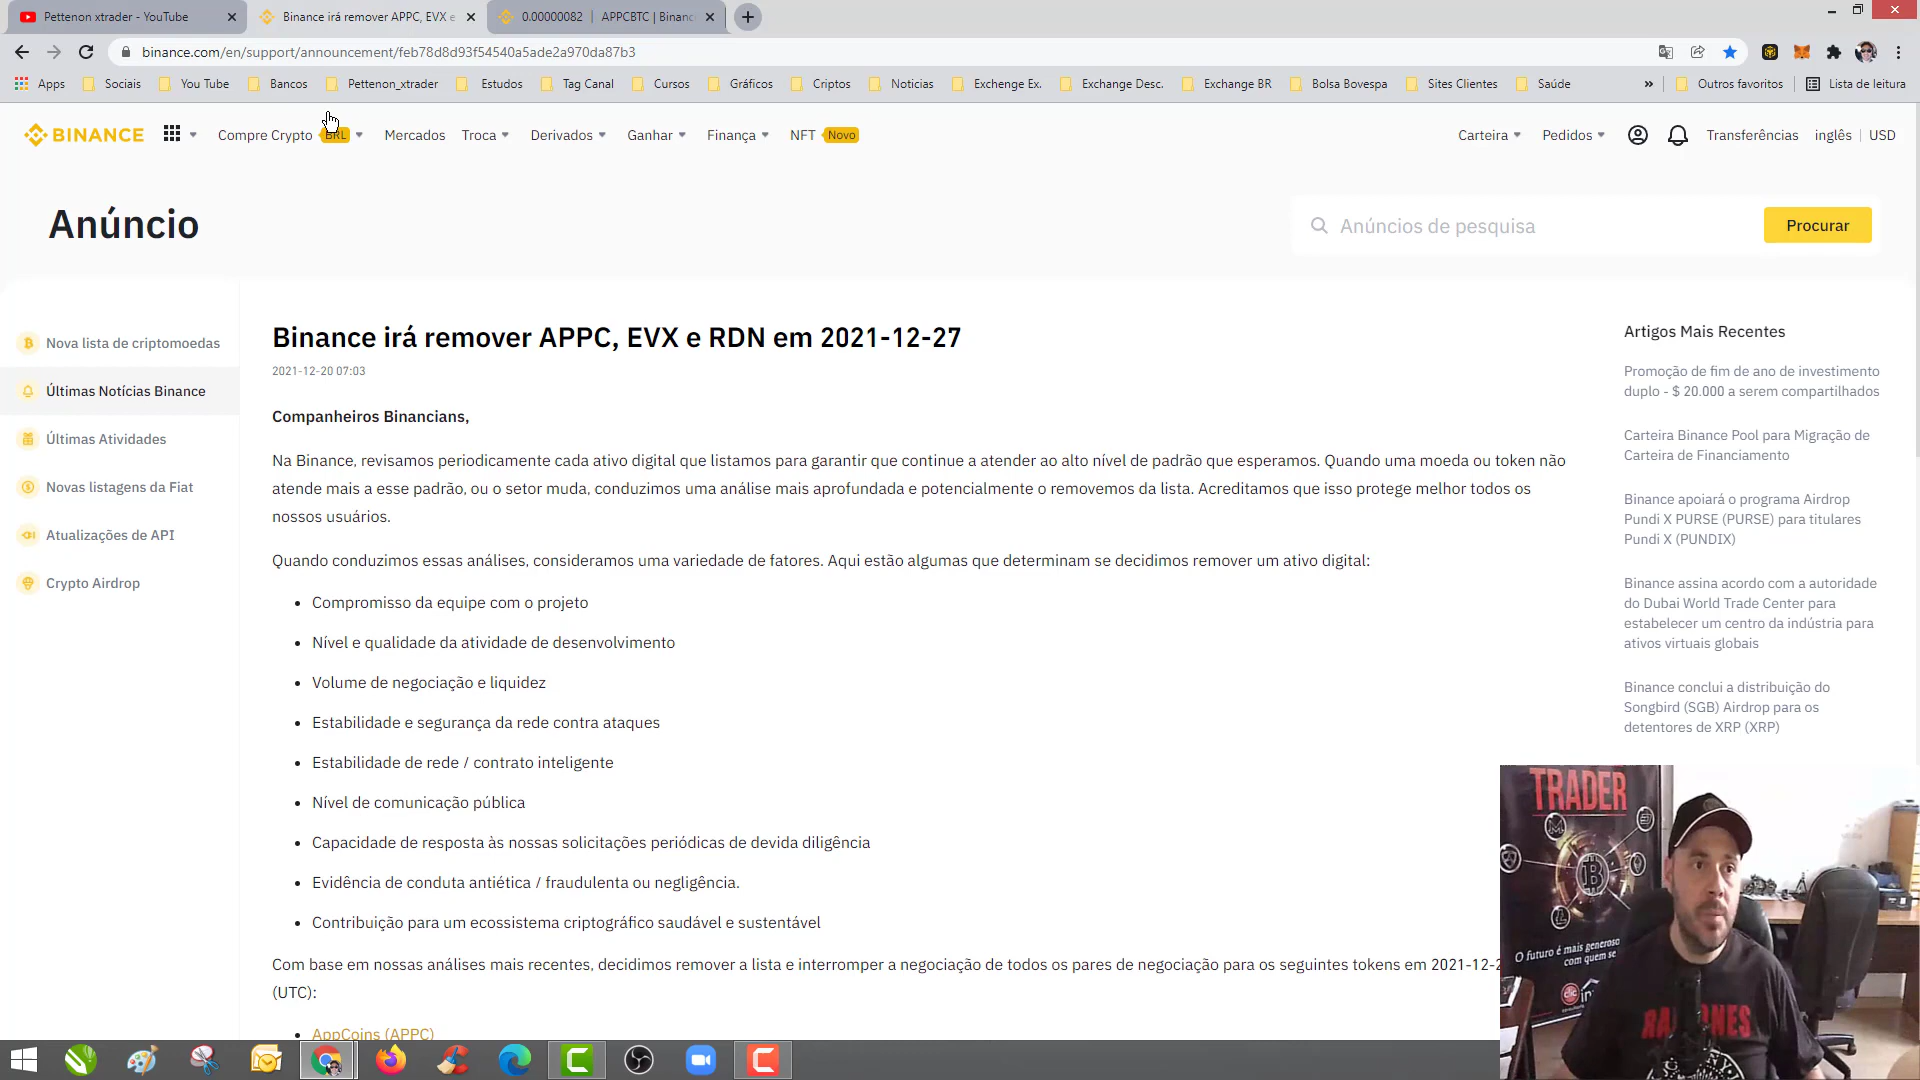 Pettenon xtrader - YouTube
Binance irá remover APPC, EVX e
0.00000082 | APPCBTC | Binanc
binance.com/en/support/announcement/feb78d8d93f54540a5ade2a970da87b3
Apps Sociais You Tube Bancos Pettenon_xtrader Estudos Tag Canal Cursos Gráficos Criptos Noticias Exchenge Ex. Exchange Desc. Exchange BR Bolsa Bovespa Sites Clientes Saúde » Outros favoritos Lista de leitura
BINANCE Compre Crypto BRL Mercados Troca Derivados Ganhar Finança NFT Novo Carteira Pedidos Transferências inglês | USD
Anúncio
Anúncios de pesquisa
Procurar
Nova lista de criptomoedas
Últimas Notícias Binance
Últimas Atividades
Novas listagens da Fiat
Atualizações de API
Crypto Airdrop
Binance irá remover APPC, EVX e RDN em 2021-12-27
2021-12-20 07:03
Companheiros Binancians,
Na Binance, revisamos periodicamente cada ativo digital que listamos para garantir que continue a atender ao alto nível de padrão que esperamos. Quando uma moeda ou token não
atende mais a esse padrão, ou o setor muda, conduzimos uma análise mais aprofundada e potencialmente o removemos da lista. Acreditamos que isso protege melhor todos os
nossos usuários.
Quando conduzimos essas análises, consideramos uma variedade de fatores. Aqui estão algumas que determinam se decidimos remover um ativo digital:
• Compromisso da equipe com o projeto
• Nível e qualidade da atividade de desenvolvimento
• Volume de negociação e liquidez
• Estabilidade e segurança da rede contra ataques
• Estabilidade de rede / contrato inteligente
• Nível de comunicação pública
• Capacidade de resposta às nossas solicitações periódicas de devida diligência
• Evidência de conduta antiética / fraudulenta ou negligência.
• Contribuição para um ecossistema criptográfico saudável e sustentável
Com base em nossas análises mais recentes, decidimos remover a lista e interromper a negociação de todos os pares de negociação para os seguintes tokens em 2021-12-2
(UTC):
• AppCoins (APPC)
Artigos Mais Recentes
Promoção de fim de ano de investimento
duplo - $ 20.000 a serem compartilhados
Carteira Binance Pool para Migração de
Carteira de Financiamento
Binance apoiará o programa Airdrop
Pundi X PURSE (PURSE) para titulares
Pundi X (PUNDIX)
Binance assina acordo com a autoridade
do Dubai World Trade Center para
estabelecer um centro da indústria para
ativos virtuais globais
Binance conclui a distribuição do
Songbird (SGB) Airdrop para os
detentores de XRP (XRP)
TRADER
O futuro é mais generoso
com quem se